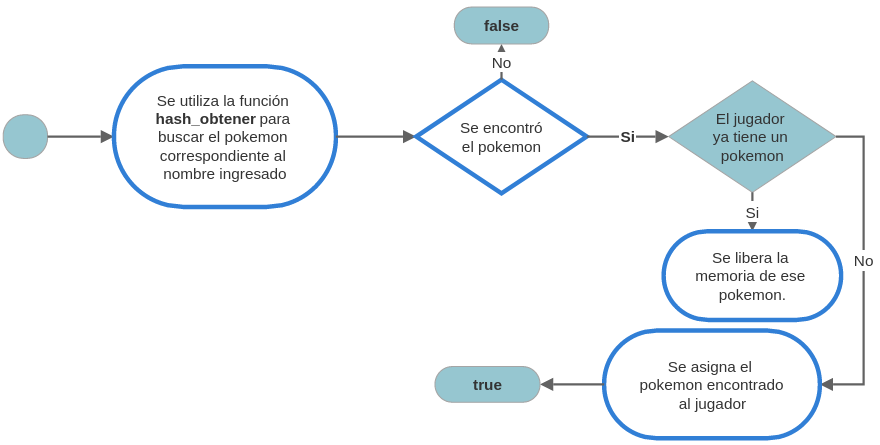 false
No
Se utiliza la función
hash_obtener para
buscar el pokemon
correspondiente al
nombre ingresado
Se encontró
el pokemon
Si
El jugador
ya tiene un
pokemon
Si
Se libera la
memoria de ese
pokemon.
No
Se asigna el
pokemon encontrado
al jugador
true